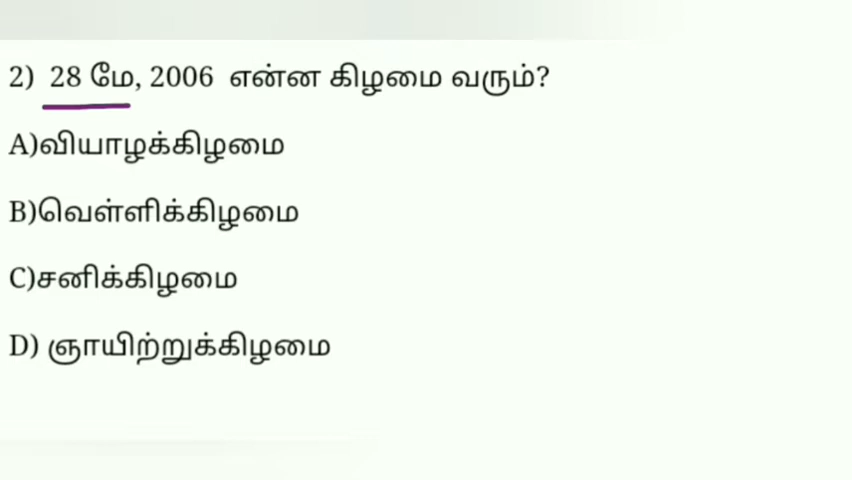 2) 28 மே, 2006 என்ன கிழமை வரும்?
A)வியாழக்கிழமை
B)வெள்ளிக்கிழமை
C)சனிக்கிழமை
D) ஞாயிற்றுக்கிழமை